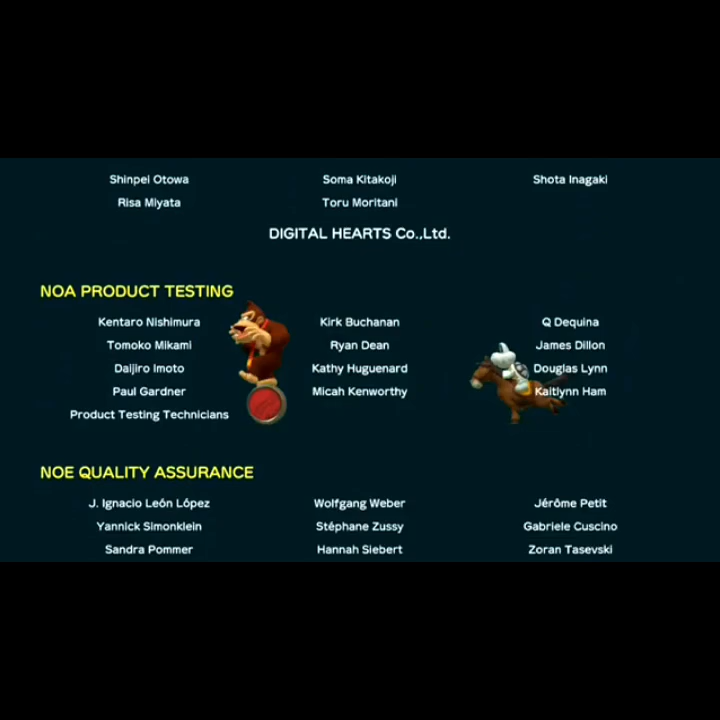 Shinpei Otowa Soma Kitakoji Shota Inagaki
Risa Miyata Toru Moritani
DIGITAL HEARTS Co.,Ltd.
NOA PRODUCT TESTING
Kentaro Nishimura Kirk Buchanan Q Dequina
Tomoko Mikami Ryan Dean James Dillon
Daijiro Imoto Kathy Huguenard Douglas Lynn
Paul Gardner Micah Kenworthy Kaitlynn Ham
Product Testing Technicians
NOE QUALITY ASSURANCE
J. Ignacio León López Wolfgang Weber Jérôme Petit
Yannick Simonklein Stéphane Zussy Gabriele Cuscino
Sandra Pommer Hannah Siebert Zoran Tasevski